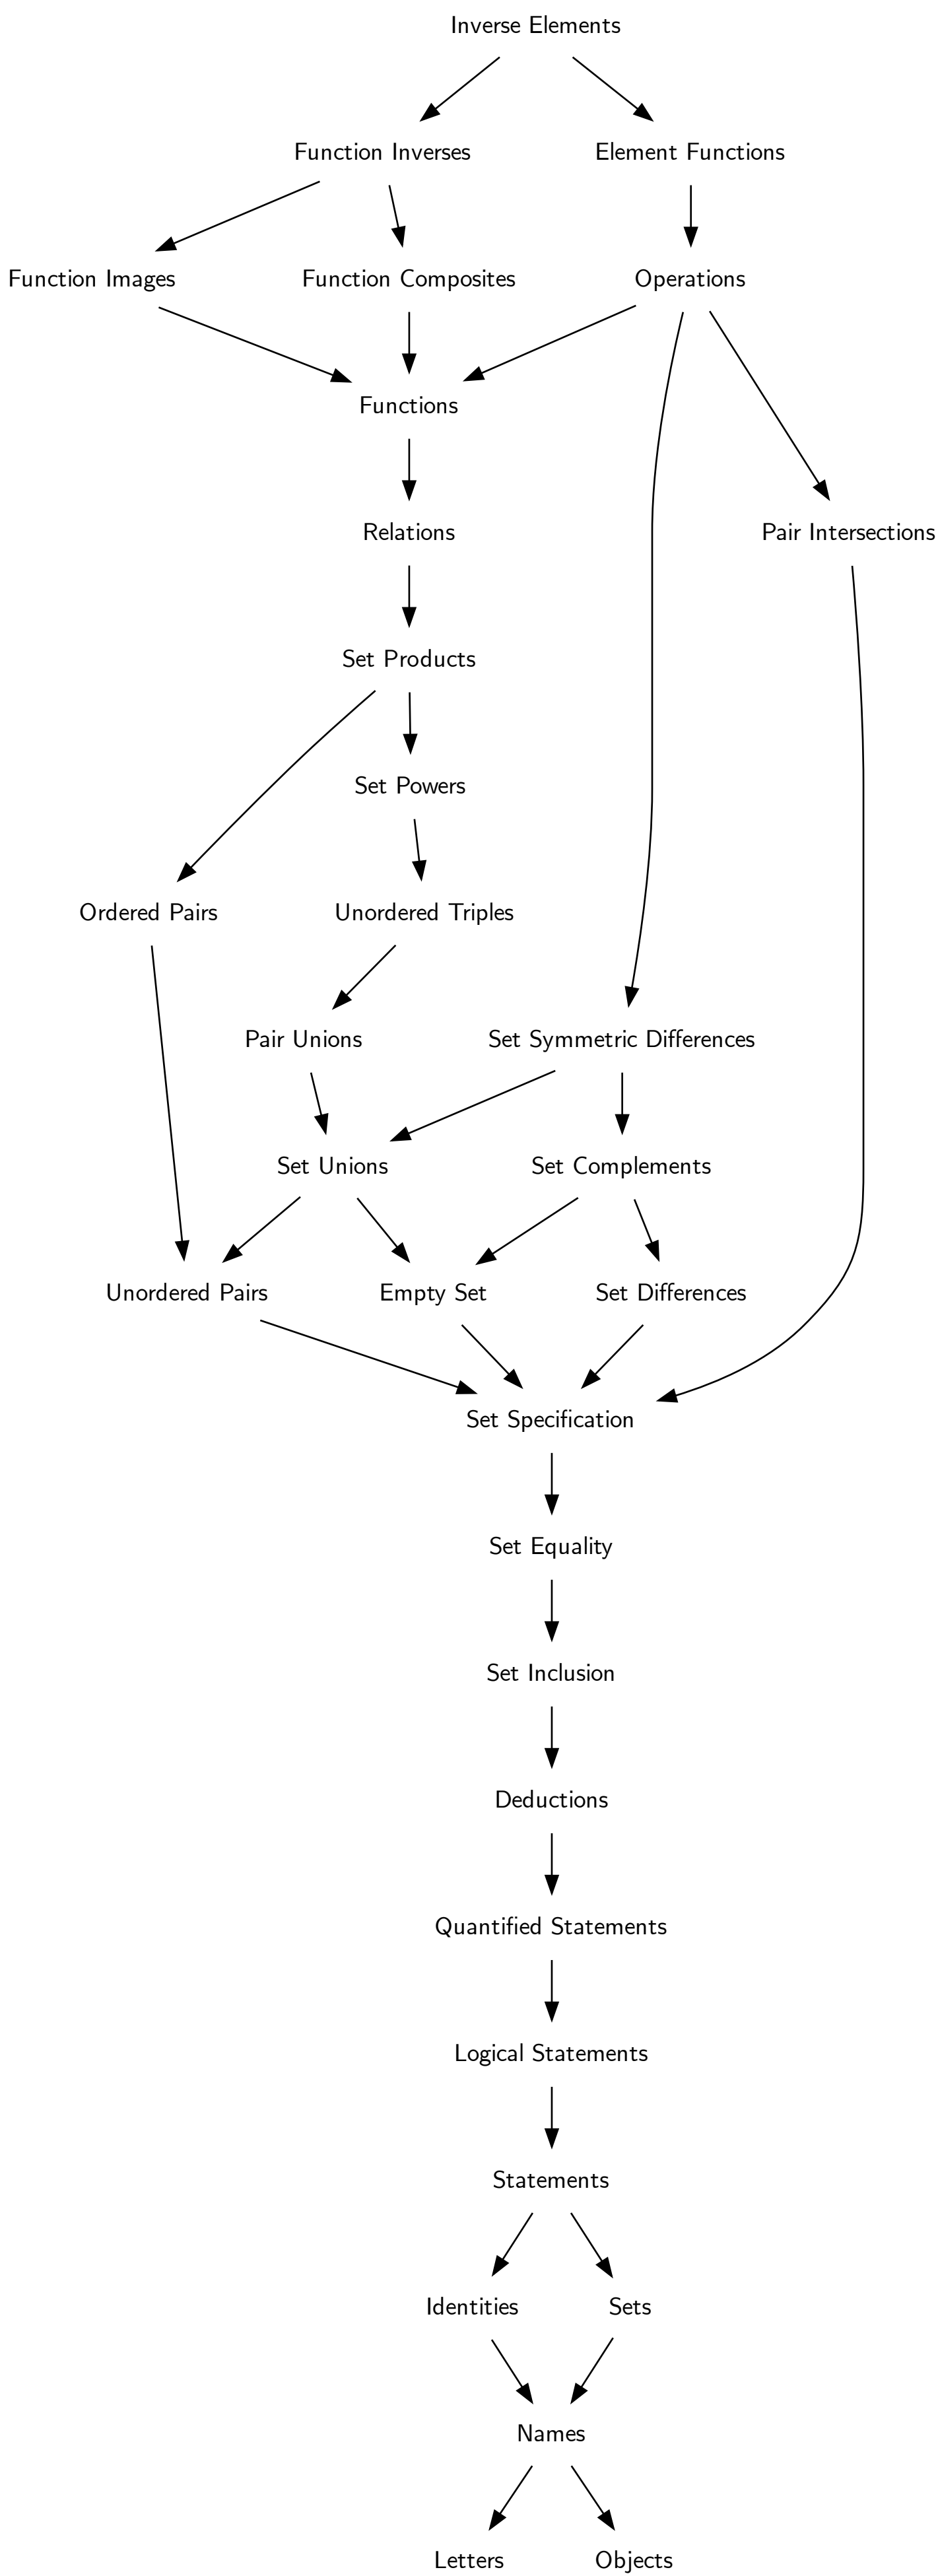 Inverse Elements
Function Inverses
Element Functions
Function Images
Function Composites
Operations
Functions
Relations
Pair Intersections
Set Products
Set Powers
Ordered Pairs
Unordered Triples
Pair Unions
Set Symmetric Differences
Set Unions
Set Complements
Unordered Pairs
Empty Set
Set Differences
Set Specification
Set Equality
Set Inclusion
Deductions
Quantified Statements
Logical Statements
Statements
Identities
Sets
Names
Letters
Objects